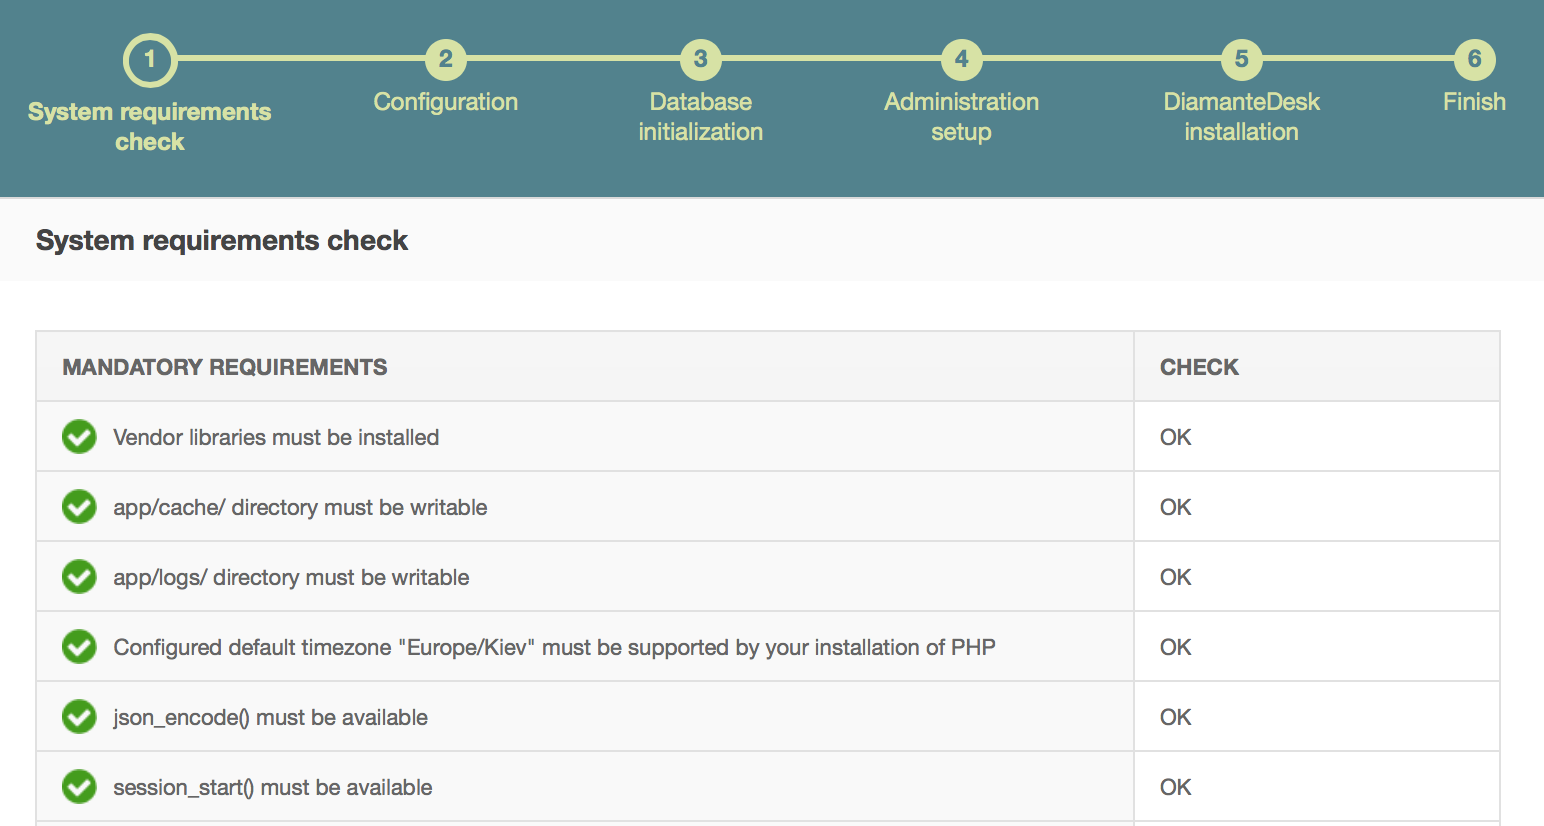 1
2
3
4
5
6
System requirements
check
Configuration
Database
initialization
Administration
setup
DiamanteDesk
installation
Finish
System requirements check
MANDATORY REQUIREMENTS CHECK
Vendor libraries must be installed OK
app/cache/ directory must be writable OK
app/logs/ directory must be writable OK
Configured default timezone "Europe/Kiev" must be supported by your installation of PHP OK
json_encode() must be available OK
session_start() must be available OK